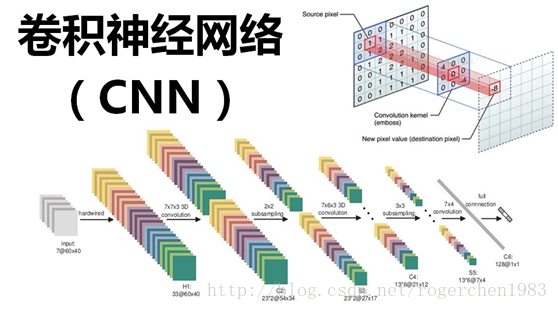 卷积神经网络
（CNN）
Source pixel
Convolution kernel
(emboss)
New pixel value (destination pixel)
-8
hardwired
7x7x3 3D
convolution
2x2
subsampling
7x6x3 3D
convolution
3x3
subsampling
7x4
convolution
full
connection
input:
7@60x40
H1:
33@60x40
C2:
23*2@54x34
S3:
23*2@27x17
C4:
13*6@21x12
S5:
13*6@7x4
C6:
128@1x1
http://blog.csdn.net/rogerchen1983